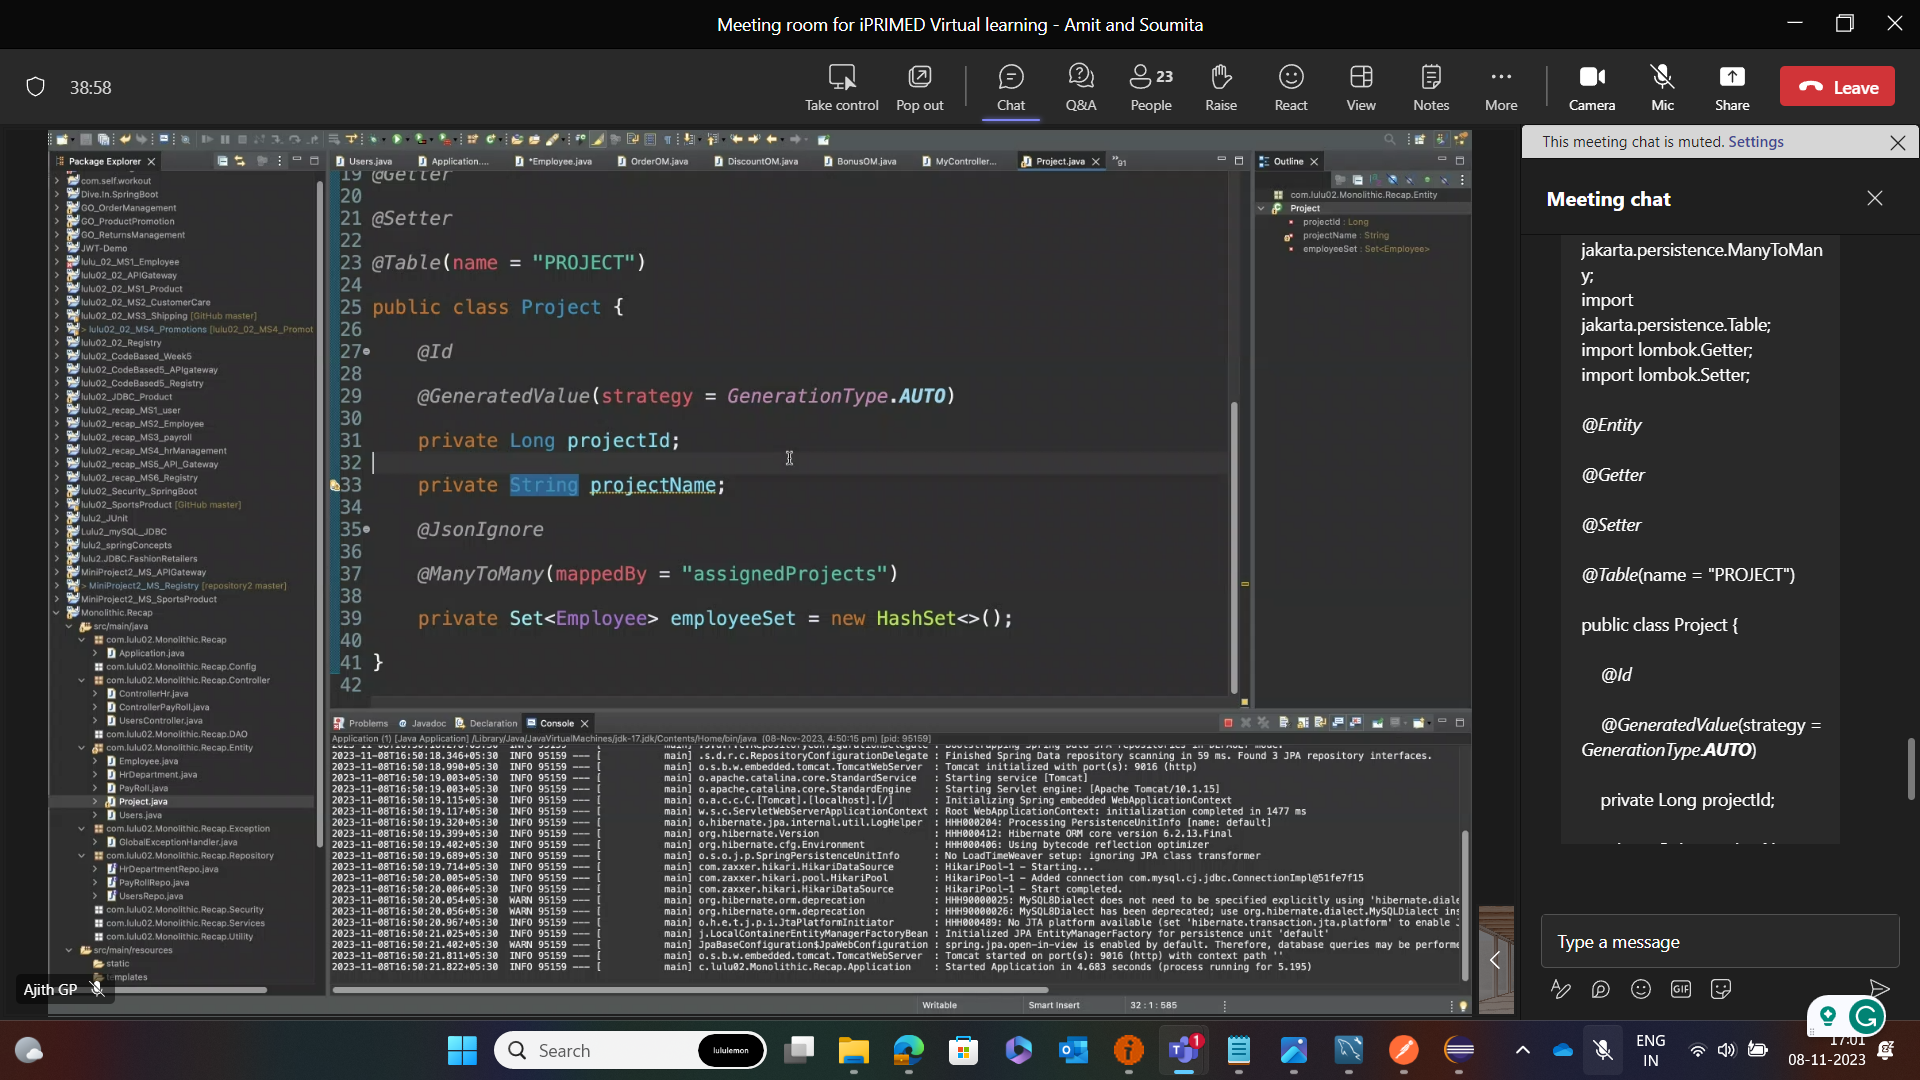 Meeting room for iPRIMED Virtual learning - Amit and Soumita
38:58
Take control
Pop out
Chat
Q&A
23
People
Raise
React
View
Notes
More
Camera
Mic
Share
Leave
Package Explorer
com.self.workout
Dive.In.SpringBoot
GO_OrderManagement
GO_ProductPromotion
GO_ReturnsManagement
JWT-Demo
lulu_02_MS1_Employee
lulu02_02_APIGateway
lulu02_02_MS1_Product
lulu02_02_MS2_CustomerCare
lulu02_02_MS3_Shipping [GitHub master]
> lulu02_02_MS4_Promotions [lulu02_02_MS4_Promot
lulu02_02_Registry
lulu02_CodeBased_Week5
lulu02_CodeBased5_APIgateway
lulu02_CodeBased5_Registry
lulu02_JDBC_Product
lulu02_recap_MS1_user
lulu02_recap_MS2_Employee
lulu02_recap_MS3_payroll
lulu02_recap_MS4_hrManagement
lulu02_recap_MS5_API_Gateway
lulu02_recap_MS6_Registry
lulu02_Security_SpringBoot
lulu02_SportsProduct [GitHub master]
lulu2_JUnit
Lulu2_mySQL_JDBC
lulu2_springConcepts
lulu2.JDBC.FashionRetailers
MiniProject2_MS_APIGateway
> MiniProject2_MS_Registry [repository2 master]
MiniProject2_MS_SportsProduct
Monolithic.Recap
src/main/java
com.lulu02.Monolithic.Recap
Application.java
com.lulu02.Monolithic.Recap.Config
com.lulu02.Monolithic.Recap.Controller
ControllerHr.java
ControllerPayRoll.java
UsersController.java
com.lulu02.Monolithic.Recap.DAO
com.lulu02.Monolithic.Recap.Entity
Employee.java
HrDepartment.java
PayRoll.java
Project.java
Users.java
com.lulu02.Monolithic.Recap.Exception
GlobalExceptionHandler.java
com.lulu02.Monolithic.Recap.Repository
HrDepartmentRepo.java
PayRollRepo.java
UsersRepo.java
com.lulu02.Monolithic.Recap.Security
com.lulu02.Monolithic.Recap.Services
com.lulu02.Monolithic.Recap.Utility
src/main/resources
static
templates
Ajith GP
Users.java
Application....
*Employee.java
OrderOM.java
DiscountOM.java
BonusOM.java
MyController...
Project.java
91
19 @Getter
20
21 @Setter
22
23 @Table(name = "PROJECT")
24
25 public class Project {
26
27 @Id
28
29 @GeneratedValue(strategy = GenerationType.AUTO)
30
31 private Long projectId;
32
33 private String projectName;
34
35 @JsonIgnore
36
37 @ManyToMany(mappedBy = "assignedProjects")
38
39 private Set<Employee> employeeSet = new HashSet<>();
40
41 }
42
Outline
com.lulu02.Monolithic.Recap.Entity
Project
projectId : Long
projectName : String
employeeSet : Set<Employee>
Problems
Javadoc
Declaration
Console
Application (1) [Java Application] /Library/Java/JavaVirtualMachines/jdk-17.jdk/Contents/Home/bin/java (08-Nov-2023, 4:50:15 pm) [pid: 95159]
2023-11-08T16:50:18.346+05:30 INFO 95159 --- [ main] .s.d.r.c.RepositoryConfigurationDelegate : Finished Spring Data repository scanning in 59 ms. Found 3 JPA repository interfaces.
2023-11-08T16:50:18.990+05:30 INFO 95159 --- [ main] o.s.b.w.embedded.tomcat.TomcatWebServer : Tomcat initialized with port(s): 9016 (http)
2023-11-08T16:50:19.003+05:30 INFO 95159 --- [ main] o.apache.catalina.core.StandardService : Starting service [Tomcat]
2023-11-08T16:50:19.003+05:30 INFO 95159 --- [ main] o.apache.catalina.core.StandardEngine : Starting Servlet engine: [Apache Tomcat/10.1.15]
2023-11-08T16:50:19.115+05:30 INFO 95159 --- [ main] o.a.c.c.C.[Tomcat].[localhost].[/] : Initializing Spring embedded WebApplicationContext
2023-11-08T16:50:19.117+05:30 INFO 95159 --- [ main] w.s.c.ServletWebServerApplicationContext : Root WebApplicationContext: initialization completed in 1477 ms
2023-11-08T16:50:19.320+05:30 INFO 95159 --- [ main] o.hibernate.jpa.internal.util.LogHelper : HHH000204: Processing PersistenceUnitInfo [name: default]
2023-11-08T16:50:19.399+05:30 INFO 95159 --- [ main] org.hibernate.Version : HHH000412: Hibernate ORM core version 6.2.13.Final
2023-11-08T16:50:19.402+05:30 INFO 95159 --- [ main] org.hibernate.cfg.Environment : HHH000406: Using bytecode reflection optimizer
2023-11-08T16:50:19.689+05:30 INFO 95159 --- [ main] o.s.o.j.p.SpringPersistenceUnitInfo : No LoadTimeWeaver setup: ignoring JPA class transformer
2023-11-08T16:50:19.714+05:30 INFO 95159 --- [ main] com.zaxxer.hikari.HikariDataSource : HikariPool-1 - Starting...
2023-11-08T16:50:20.005+05:30 INFO 95159 --- [ main] com.zaxxer.hikari.pool.HikariPool : HikariPool-1 - Added connection com.mysql.cj.jdbc.ConnectionImpl@51fe7f15
2023-11-08T16:50:20.006+05:30 INFO 95159 --- [ main] com.zaxxer.hikari.HikariDataSource : HikariPool-1 - Start completed.
2023-11-08T16:50:20.054+05:30 WARN 95159 --- [ main] org.hibernate.orm.deprecation : HHH90000025: MySQL8Dialect does not need to be specified explicitly using 'hibernate.diale
2023-11-08T16:50:20.056+05:30 WARN 95159 --- [ main] org.hibernate.orm.deprecation : HHH90000026: MySQL8Dialect has been deprecated; use org.hibernate.dialect.MySQLDialect ins
2023-11-08T16:50:20.967+05:30 INFO 95159 --- [ main] o.h.e.t.j.p.i.JtaPlatformInitiator : HHH000489: No JTA platform available (set 'hibernate.transaction.jta.platform' to enable J
2023-11-08T16:50:21.025+05:30 INFO 95159 --- [ main] j.LocalContainerEntityManagerFactoryBean : Initialized JPA EntityManagerFactory for persistence unit 'default'
2023-11-08T16:50:21.402+05:30 WARN 95159 --- [ main] JpaBaseConfiguration$JpaWebConfiguration : spring.jpa.open-in-view is enabled by default. Therefore, database queries may be performe
2023-11-08T16:50:21.811+05:30 INFO 95159 --- [ main] o.s.b.w.embedded.tomcat.TomcatWebServer : Tomcat started on port(s): 9016 (http) with context path ''
2023-11-08T16:50:21.822+05:30 INFO 95159 --- [ main] c.lulu02.Monolithic.Recap.Application : Started Application in 4.683 seconds (process running for 5.195)
Writable
Smart Insert
32 : 1 : 585
This meeting chat is muted. Settings
Meeting chat
jakarta.persistence.ManyToMan
y;
import
jakarta.persistence.Table;
import lombok.Getter;
import lombok.Setter;
@Entity
@Getter
@Setter
@Table(name = "PROJECT")
public class Project {
@Id
@GeneratedValue(strategy =
GenerationType.AUTO)
private Long projectId;
Type a message
GIF
Search
lululemon
1
ENG
IN
17:01
08-11-2023